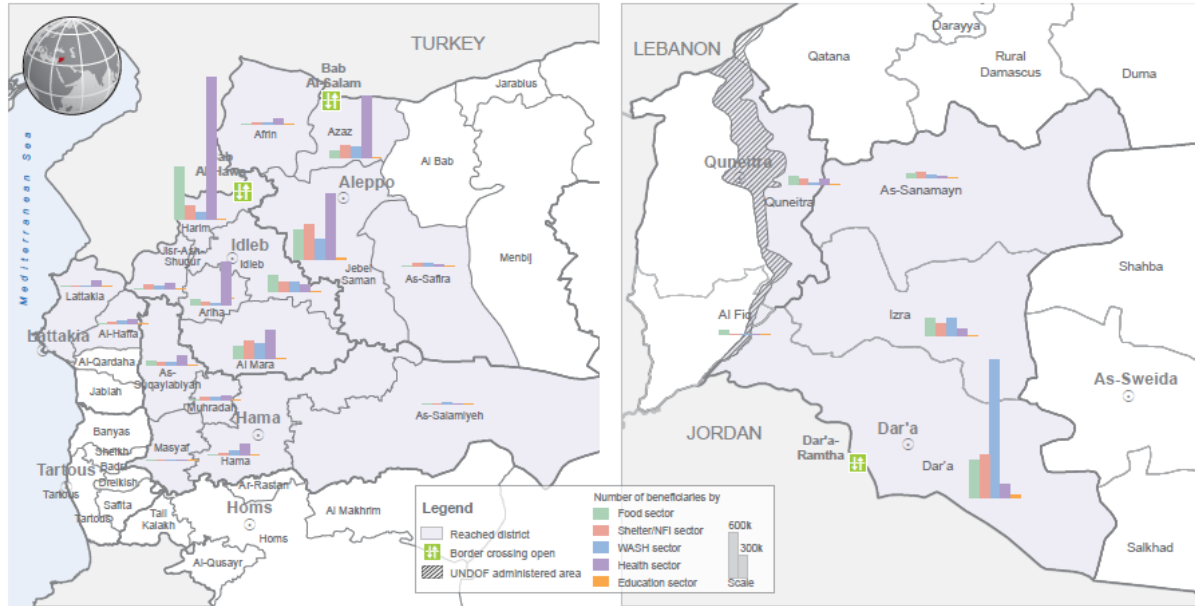 TURKEY
Bab
Al-Salam
Jarablus
Afrin
Azaz
Al Bab
Mediterranean Sea
Aleppo
Harim
Idleb
Jisr-Ash-
Shugur
Idleb
Jebel
Saman
As-Safira
Menbij
Lattakia
Ariha
Al-Haffa
Lattakia
Al-Qardaha
As-
Suqaylabiyah
Al Mara
Jablah
Muhradah
As-Salamiyeh
Hama
Banyas
Masyaf
Hama
Sheikh
Badr
Tartous
Dreikish
Tartous
Safita
Ar-Rastan
Tartous
Tall
Kalakh
Homs
Homs
Al Makhrim
Al-Qusayr
Legend
Reached district
Border crossing open
UNDOF administered area
Number of beneficiaries by
Food sector
Shelter/NFI sector
WASH sector
Health sector
Education sector
600k
300k
Scale
LEBANON
Darayya
Qatana
Rural
Damascus
Duma
Quneitra
Quneitra
As-Sanamayn
Shahba
Al Fiq
Izra
As-Sweida
JORDAN
Dar'a-
Ramtha
Dar'a
Dar'a
Salkhad